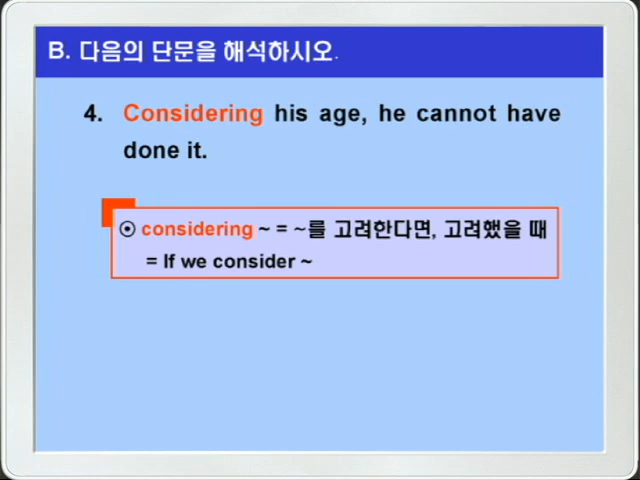 B. 다음의 단문을 해석하시오.
4. Considering his age, he cannot have
done it.
⊙ considering ~ = ~를 고려한다면, 고려했을 때
= If we consider ~